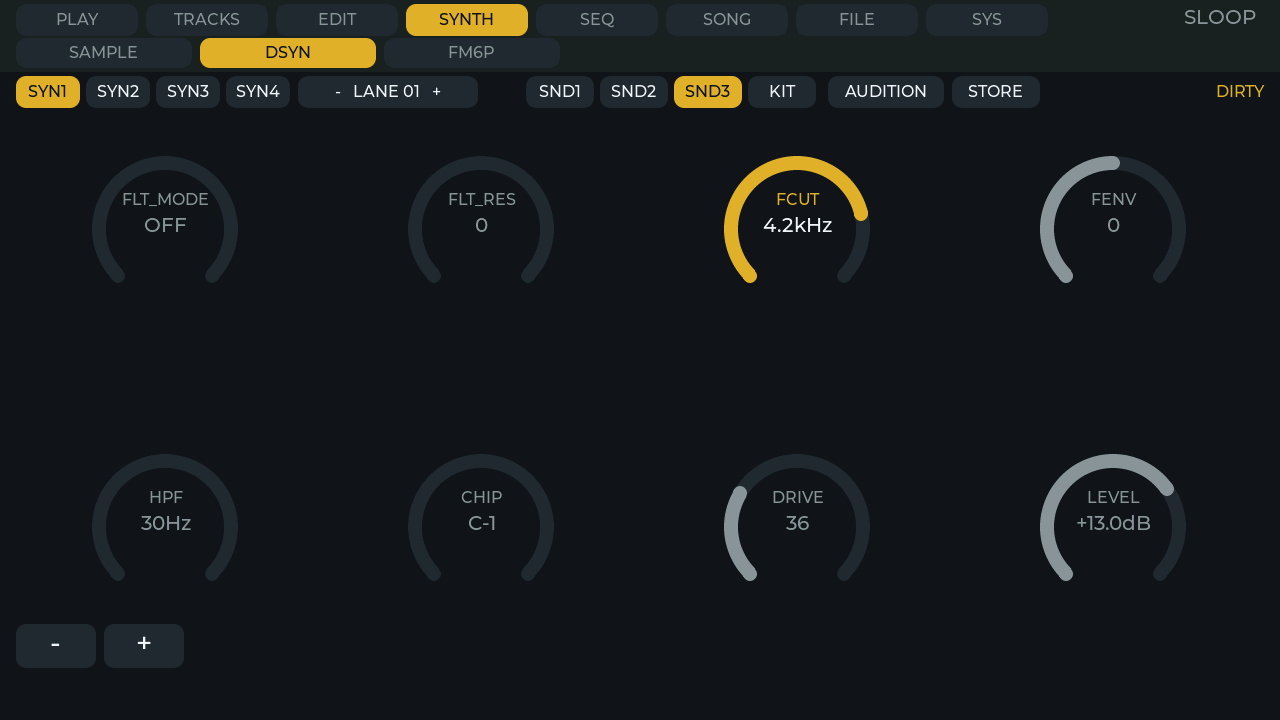 PLAY TRACKS EDIT SYNTH SEQ SONG FILE SYS SLOOP
SAMPLE DSYN FM6P
SYN1 SYN2 SYN3 SYN4 - LANE 01 + SND1 SND2 SND3 KIT AUDITION STORE DIRTY
FLT_MODE FLT_RES FCUT FENV
OFF 0 4.2kHz 0
HPF CHIP DRIVE LEVEL
30Hz C-1 36 +13.0dB
- +